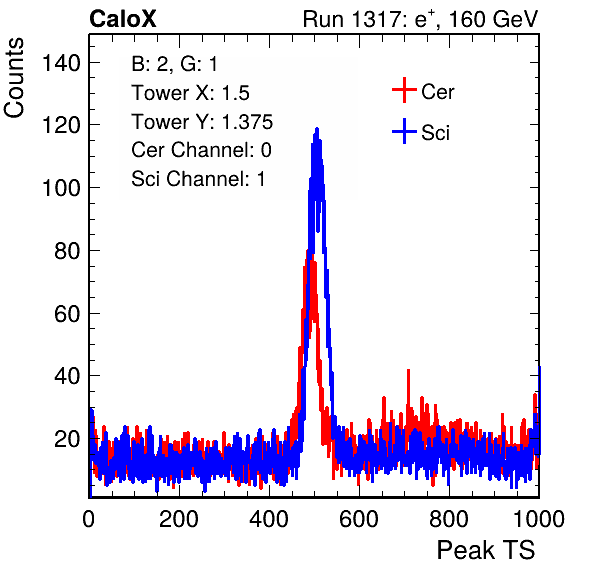 CaloX Run 1317: e+, 160 GeV
Counts
B: 2, G: 1
Tower X: 1.5
Tower Y: 1.375
Cer Channel: 0
Sci Channel: 1
Cer
Sci
140
120
100
80
60
40
20
0 200 400 600 800 1000
Peak TS